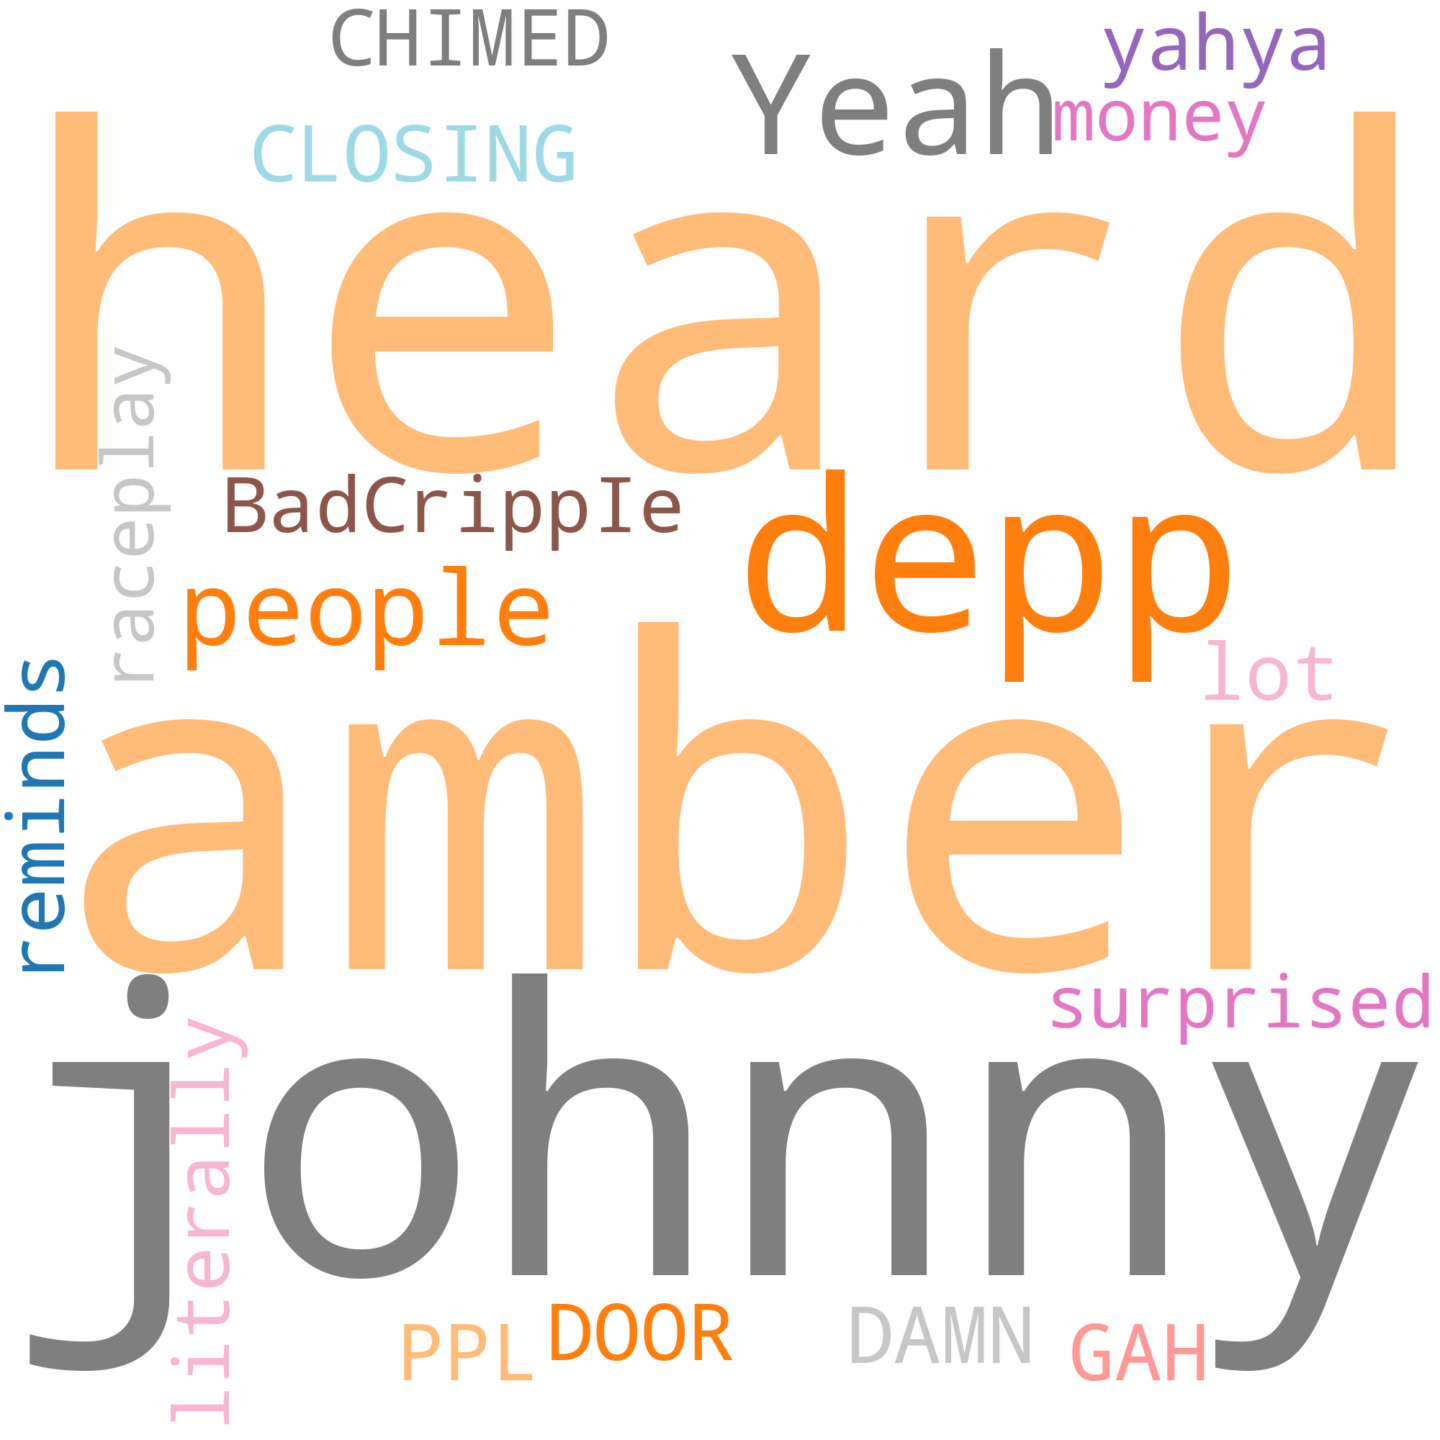 CHIMED
yahya
Yeah
money
CLOSING
heard
raceplay
BadCrippIe
depp
people
lot
reminds
amber
surprised
johnny
literally
PPL
DOOR
DAMN
GAH